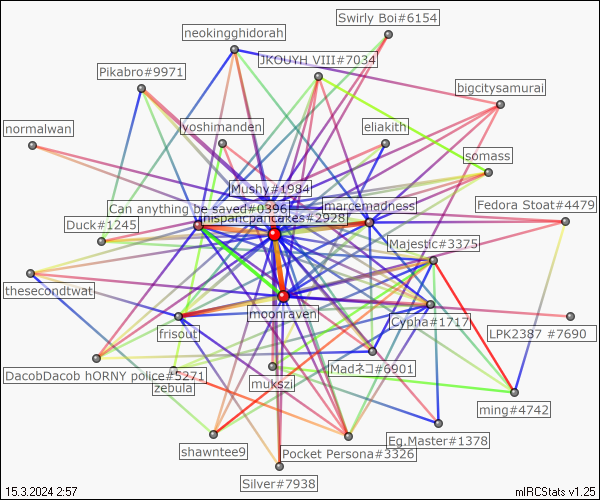 Swirly Boi#6154
neokingghidorah
JKOUYH VIII#7034
Pikabro#9971
bigcitysamurai
normalwan
yoshimanden
eliakith
somass
Mushy#1984
Fedora Stoat#4479
Can anything be saved#0396
marcemadness
hispanicpancakes#2928
Duck#1245
Majestic#3375
thesecondtwat
moonraven
Cypha#1717
LPK2387 #7690
frisout
Madネコ#6901
DacobDacob hORNY police#5271
mukszi
zebula
ming#4742
Eg.Master#1378
shawntee9
Pocket Persona#3326
Silver#7938
15.3.2024 2:57
mIRCStats v1.25